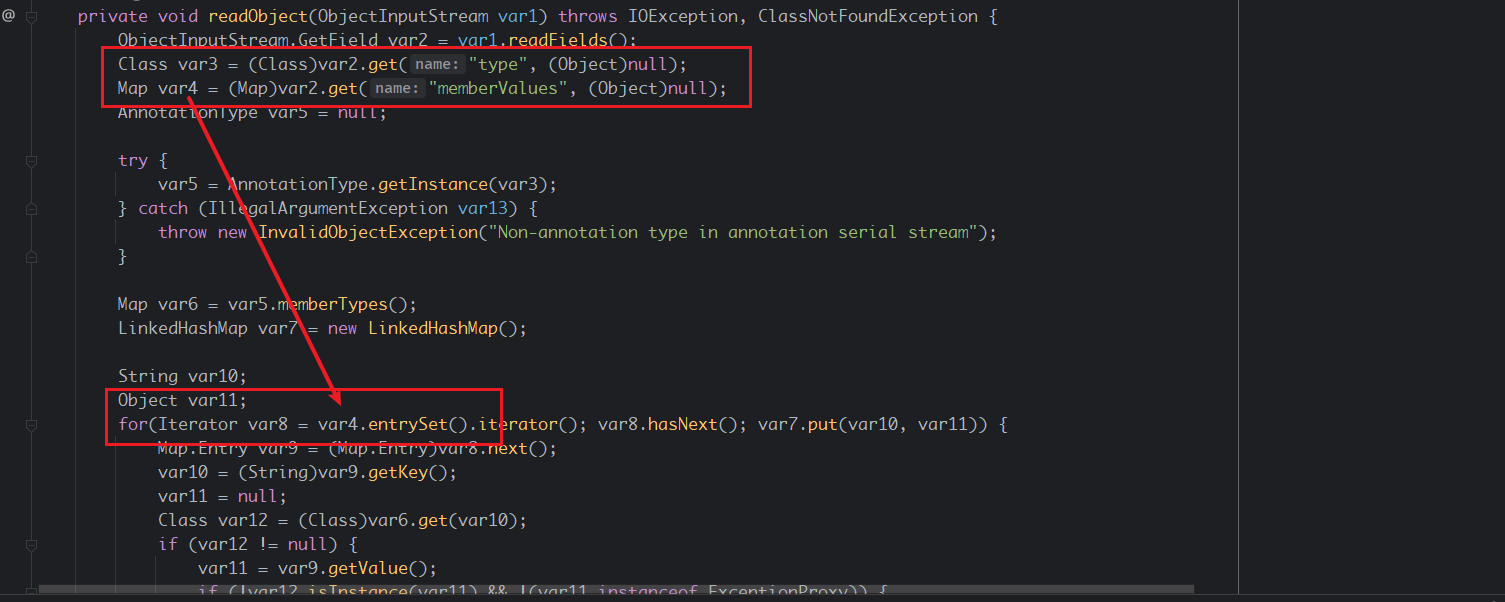 @ private void readObject(ObjectInputStream var1) throws IOException, ClassNotFoundException {
ObjectInputStream.GetField var2 = var1.readFields();
Class var3 = (Class)var2.get( name: "type", (Object)null);
Map var4 = (Map)var2.get( name: "memberValues", (Object)null);
AnnotationType var5 = null;
try {
var5 = AnnotationType.getInstance(var3);
} catch (IllegalArgumentException var13) {
throw new InvalidObjectException("Non-annotation type in annotation serial stream");
}
Map var6 = var5.memberTypes();
LinkedHashMap var7 = new LinkedHashMap();
String var10;
Object var11;
for(Iterator var8 = var4.entrySet().iterator(); var8.hasNext(); var7.put(var10, var11)) {
Map.Entry var9 = (Map.Entry)var8.next();
var10 = (String)var9.getKey();
var11 = null;
Class var12 = (Class)var6.get(var10);
if (var12 != null) {
var11 = var9.getValue();
if (!var12.isInstance(var11) && !(var11 instanceof ExceptionProxy)) {